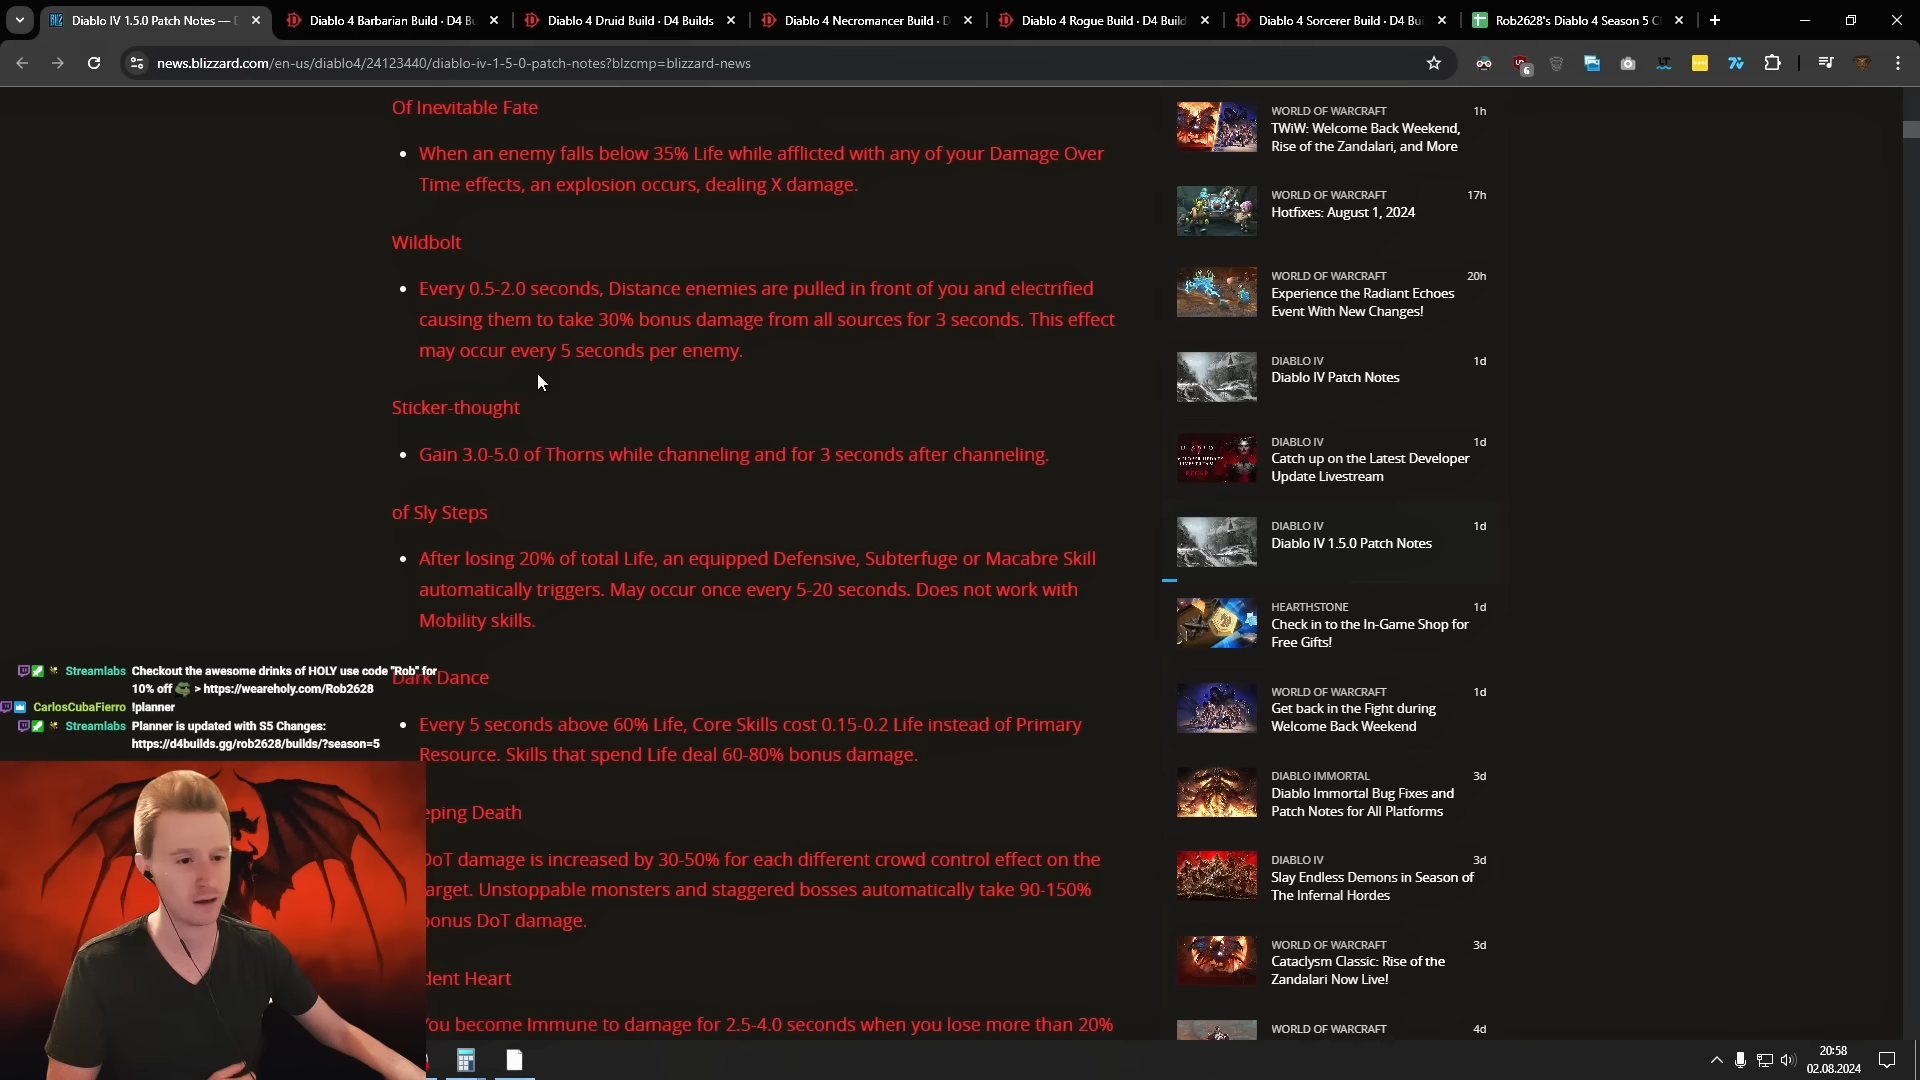 Diablo IV 1.5.0 Patch Notes —
Diablo 4 Barbarian Build · D4 Bu
Diablo 4 Druid Build · D4 Builds
Diablo 4 Necromancer Build · D
Diablo 4 Rogue Build · D4 Build
Diablo 4 Sorcerer Build · D4 Bui
Rob2628's Diablo 4 Season 5 C
news.blizzard.com/en-us/diablo4/24123440/diablo-iv-1-5-0-patch-notes?blzcmp=blizzard-news
6
Of Inevitable Fate
When an enemy falls below 35% Life while afflicted with any of your Damage Over
Time effects, an explosion occurs, dealing X damage.
Wildbolt
Every 0.5-2.0 seconds, Distance enemies are pulled in front of you and electrified
causing them to take 30% bonus damage from all sources for 3 seconds. This effect
may occur every 5 seconds per enemy.
Sticker-thought
Gain 3.0-5.0 of Thorns while channeling and for 3 seconds after channeling.
of Sly Steps
After losing 20% of total Life, an equipped Defensive, Subterfuge or Macabre Skill
automatically triggers. May occur once every 5-20 seconds. Does not work with
Mobility skills.
Dark Dance
Every 5 seconds above 60% Life, Core Skills cost 0.15-0.2 Life instead of Primary
Resource. Skills that spend Life deal 60-80% bonus damage.
eping Death
DoT damage is increased by 30-50% for each different crowd control effect on the
arget. Unstoppable monsters and staggered bosses automatically take 90-150%
bonus DoT damage.
dent Heart
You become Immune to damage for 2.5-4.0 seconds when you lose more than 20%
Streamlabs Checkout the awesome drinks of HOLY use code "Rob" for
10% off > https://weareholy.com/Rob2628
CarlosCubaFierro !planner
Streamlabs Planner is updated with S5 Changes:
https://d4builds.gg/rob2628/builds/?season=5
WORLD OF WARCRAFT 1h
TWiW: Welcome Back Weekend,
Rise of the Zandalari, and More
WORLD OF WARCRAFT 17h
Hotfixes: August 1, 2024
WORLD OF WARCRAFT 20h
Experience the Radiant Echoes
Event With New Changes!
DIABLO IV 1d
Diablo IV Patch Notes
DIABLO IV 1d
Catch up on the Latest Developer
Update Livestream
DIABLO IV 1d
Diablo IV 1.5.0 Patch Notes
HEARTHSTONE 1d
Check in to the In-Game Shop for
Free Gifts!
WORLD OF WARCRAFT 1d
Get back in the Fight during
Welcome Back Weekend
DIABLO IMMORTAL 3d
Diablo Immortal Bug Fixes and
Patch Notes for All Platforms
DIABLO IV 3d
Slay Endless Demons in Season of
The Infernal Hordes
WORLD OF WARCRAFT 3d
Cataclysm Classic: Rise of the
Zandalari Now Live!
WORLD OF WARCRAFT 4d
20:58
02.08.2024